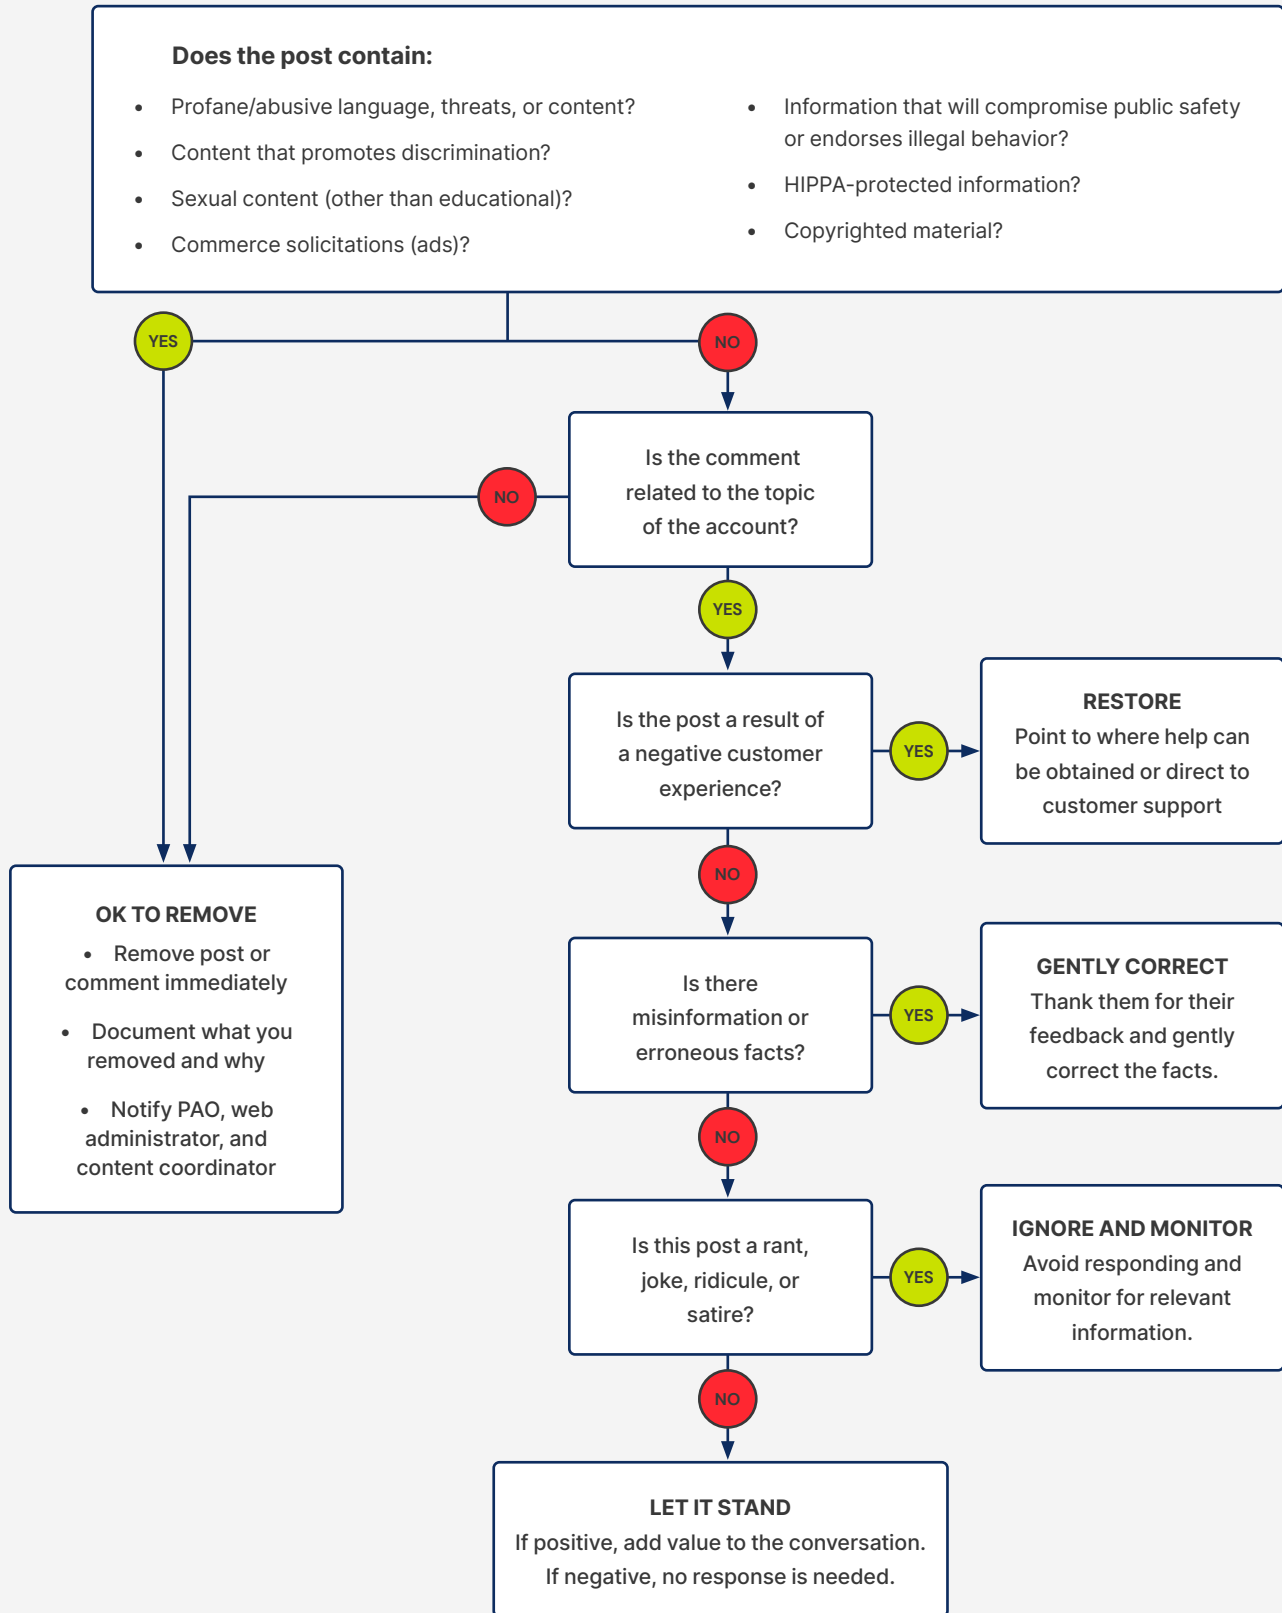 Does the post contain:
• Profane/abusive language, threats, or content?
• Content that promotes discrimination?
• Sexual content (other than educational)?
• Commerce solicitations (ads)?
• Information that will compromise public safety
or endorses illegal behavior?
• HIPPA-protected information?
• Copyrighted material?
YES
NO
Is the comment
related to the topic
of the account?
NO
YES
Is the post a result of
a negative customer
experience?
YES
RESTORE
Point to where help can
be obtained or direct to
customer support
NO
OK TO REMOVE
• Remove post or
comment immediately
• Document what you
removed and why
• Notify PAO, web
administrator, and
content coordinator
Is there
misinformation or
erroneous facts?
YES
GENTLY CORRECT
Thank them for their
feedback and gently
correct the facts.
NO
Is this post a rant,
joke, ridicule, or
satire?
YES
IGNORE AND MONITOR
Avoid responding and
monitor for relevant
information.
NO
LET IT STAND
If positive, add value to the conversation.
If negative, no response is needed.